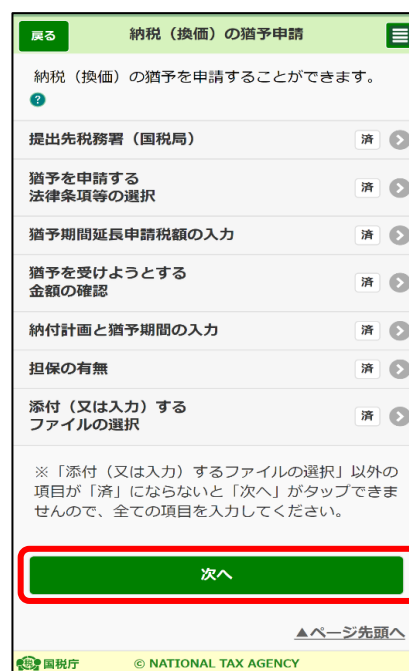 戻る 納税（換価）の猶予申請
納税（換価）の猶予を申請することができます。
?
提出先税務署（国税局） 済
猶予を申請する
法律条項等の選択 済
猶予期間延長申請税額の入力 済
猶予を受けようとする
金額の確認 済
納付計画と猶予期間の入力 済
担保の有無 済
添付（又は入力）する
ファイルの選択 済
※「添付（又は入力）するファイルの選択」以外の
項目が「済」にならないと「次へ」がタップできま
せんので、全ての項目を入力してください。
次へ
▲ページ先頭へ
税 国税庁 © NATIONAL TAX AGENCY